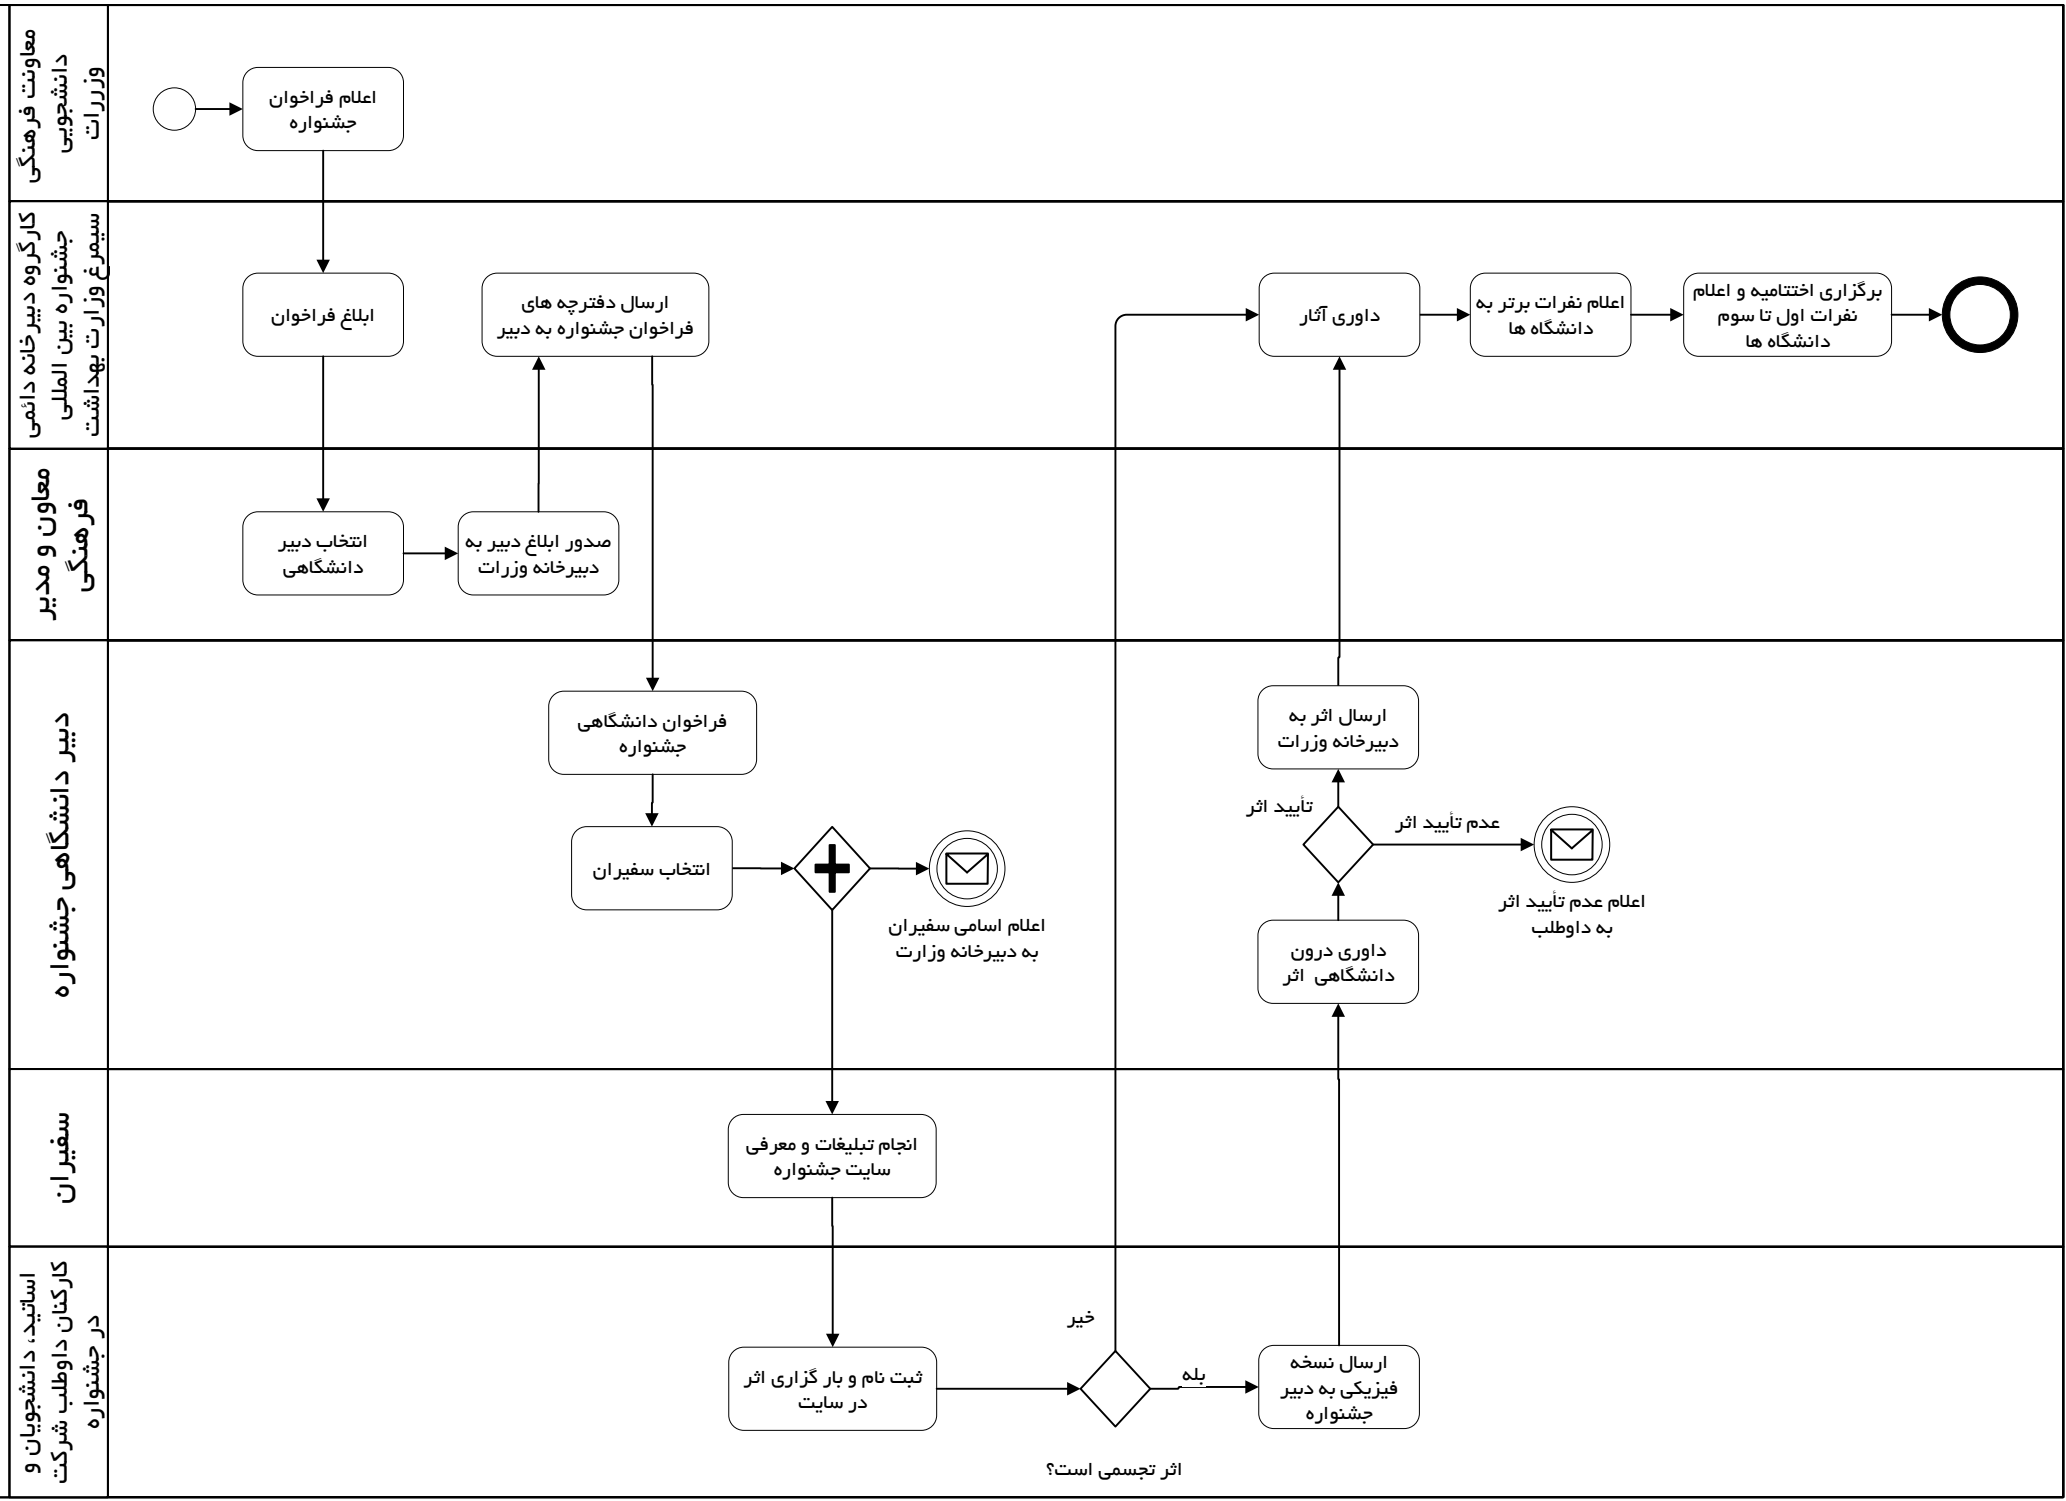 معاونت فرهنگی
دانشجویی
وزررات
اعلام فراخوان
جشنواره
کارگروه دبیرخانه دائمی
جشنواره بین المللی
سیمرغ وزارت بهداشت
ابلاغ فراخوان
ارسال دفترچه های
فراخوان جشنواره به دبیر
داوری آثار
اعلام نفرات برتر به
دانشگاه ها
برگزاری اختتامیه و اعلام
نفرات اول تا سوم
دانشگاه ها
معاون و مدیر
فرهنگی
انتخاب دبیر
دانشگاهی
صدور ابلاغ دبیر به
دبیرخانه وزرات
دبیر دانشگاهی جشنواره
فراخوان دانشگاهی
جشنواره
انتخاب سفیران
اعلام اسامی سفیران
به دبیرخانه وزارت
ارسال اثر به
دبیرخانه وزرات
تأیید اثر
عدم تأیید اثر
اعلام عدم تأیید اثر
به داوطلب
داوری درون
دانشگاهی اثر
سفیران
انجام تبلیغات و معرفی
سایت جشنواره
اساتید، دانشجویان و
کارکنان داوطلب شرکت
در جشنواره
ثبت نام و بار گزاری اثر
در سایت
خیر
بله
اثر تجسمی است؟
ارسال نسخه
فیزیکی به دبیر
جشنواره